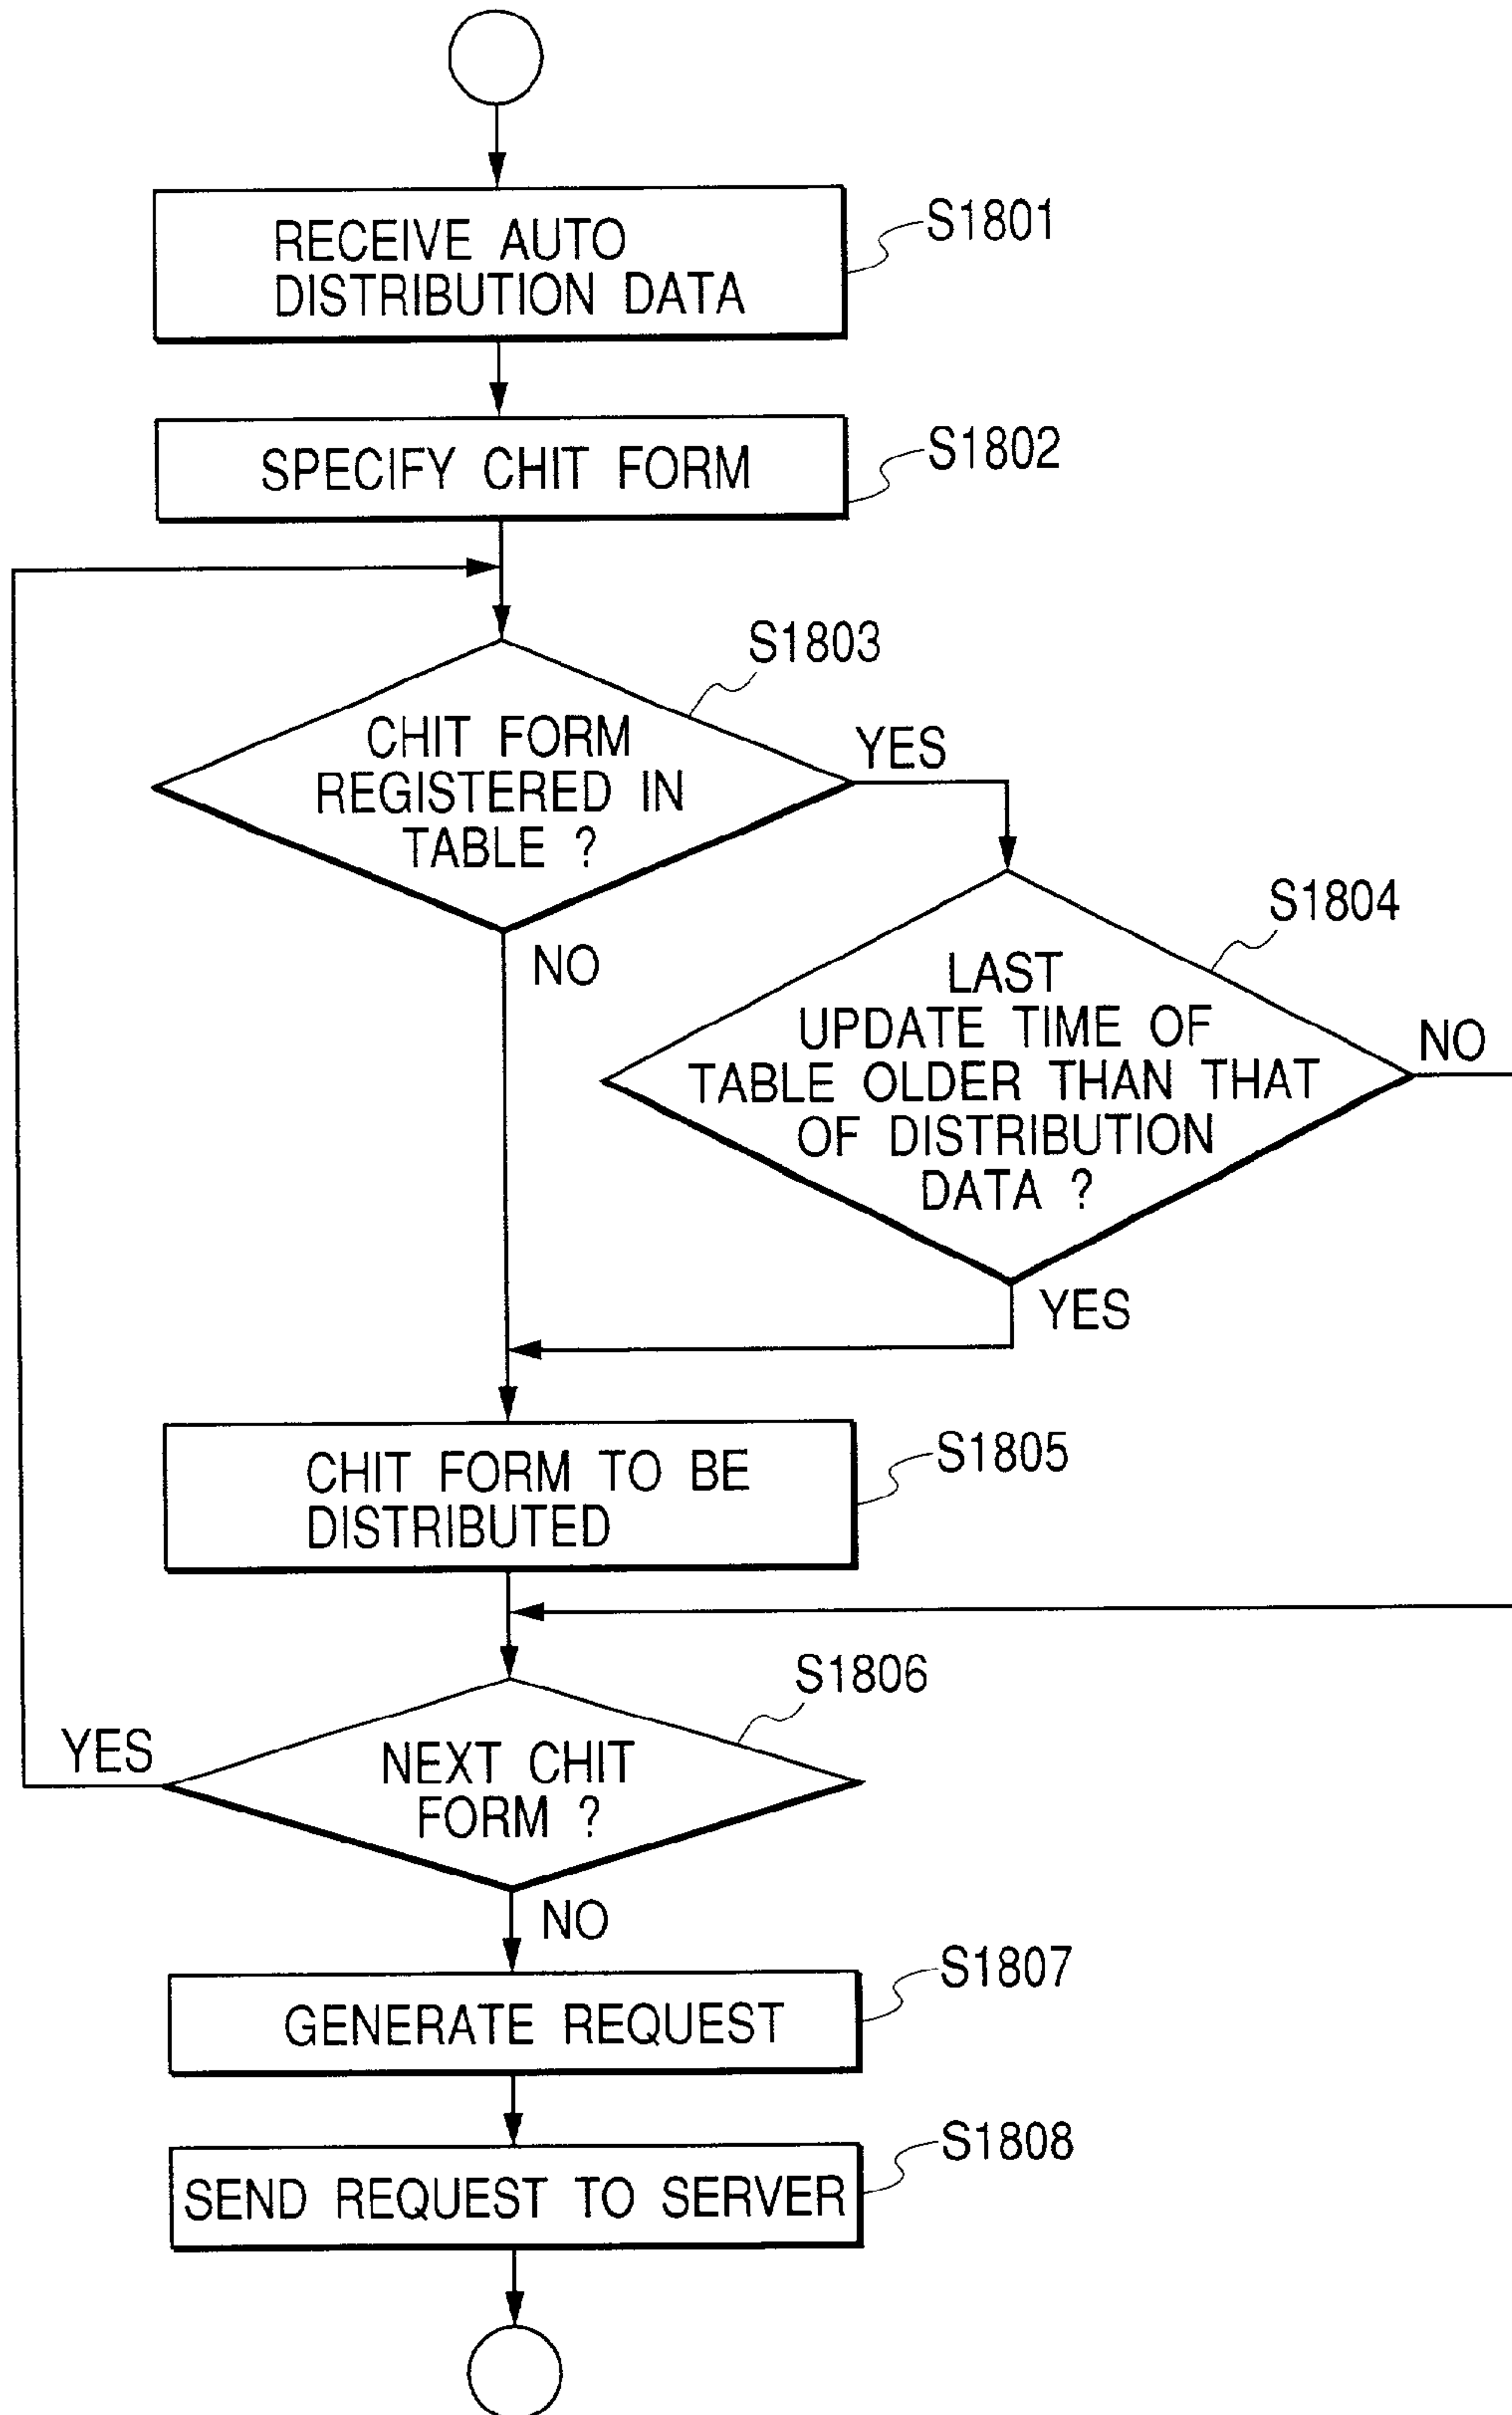 RECEIVE AUTO
DISTRIBUTION DATA
S1801
SPECIFY CHIT FORM
S1802
S1803
CHIT FORM
REGISTERED IN
TABLE ?
YES
NO
S1804
LAST
UPDATE TIME OF
TABLE OLDER THAN THAT
OF DISTRIBUTION
DATA ?
NO
YES
CHIT FORM TO BE
DISTRIBUTED
S1805
S1806
YES
NEXT CHIT
FORM ?
NO
S1807
GENERATE REQUEST
S1808
SEND REQUEST TO SERVER